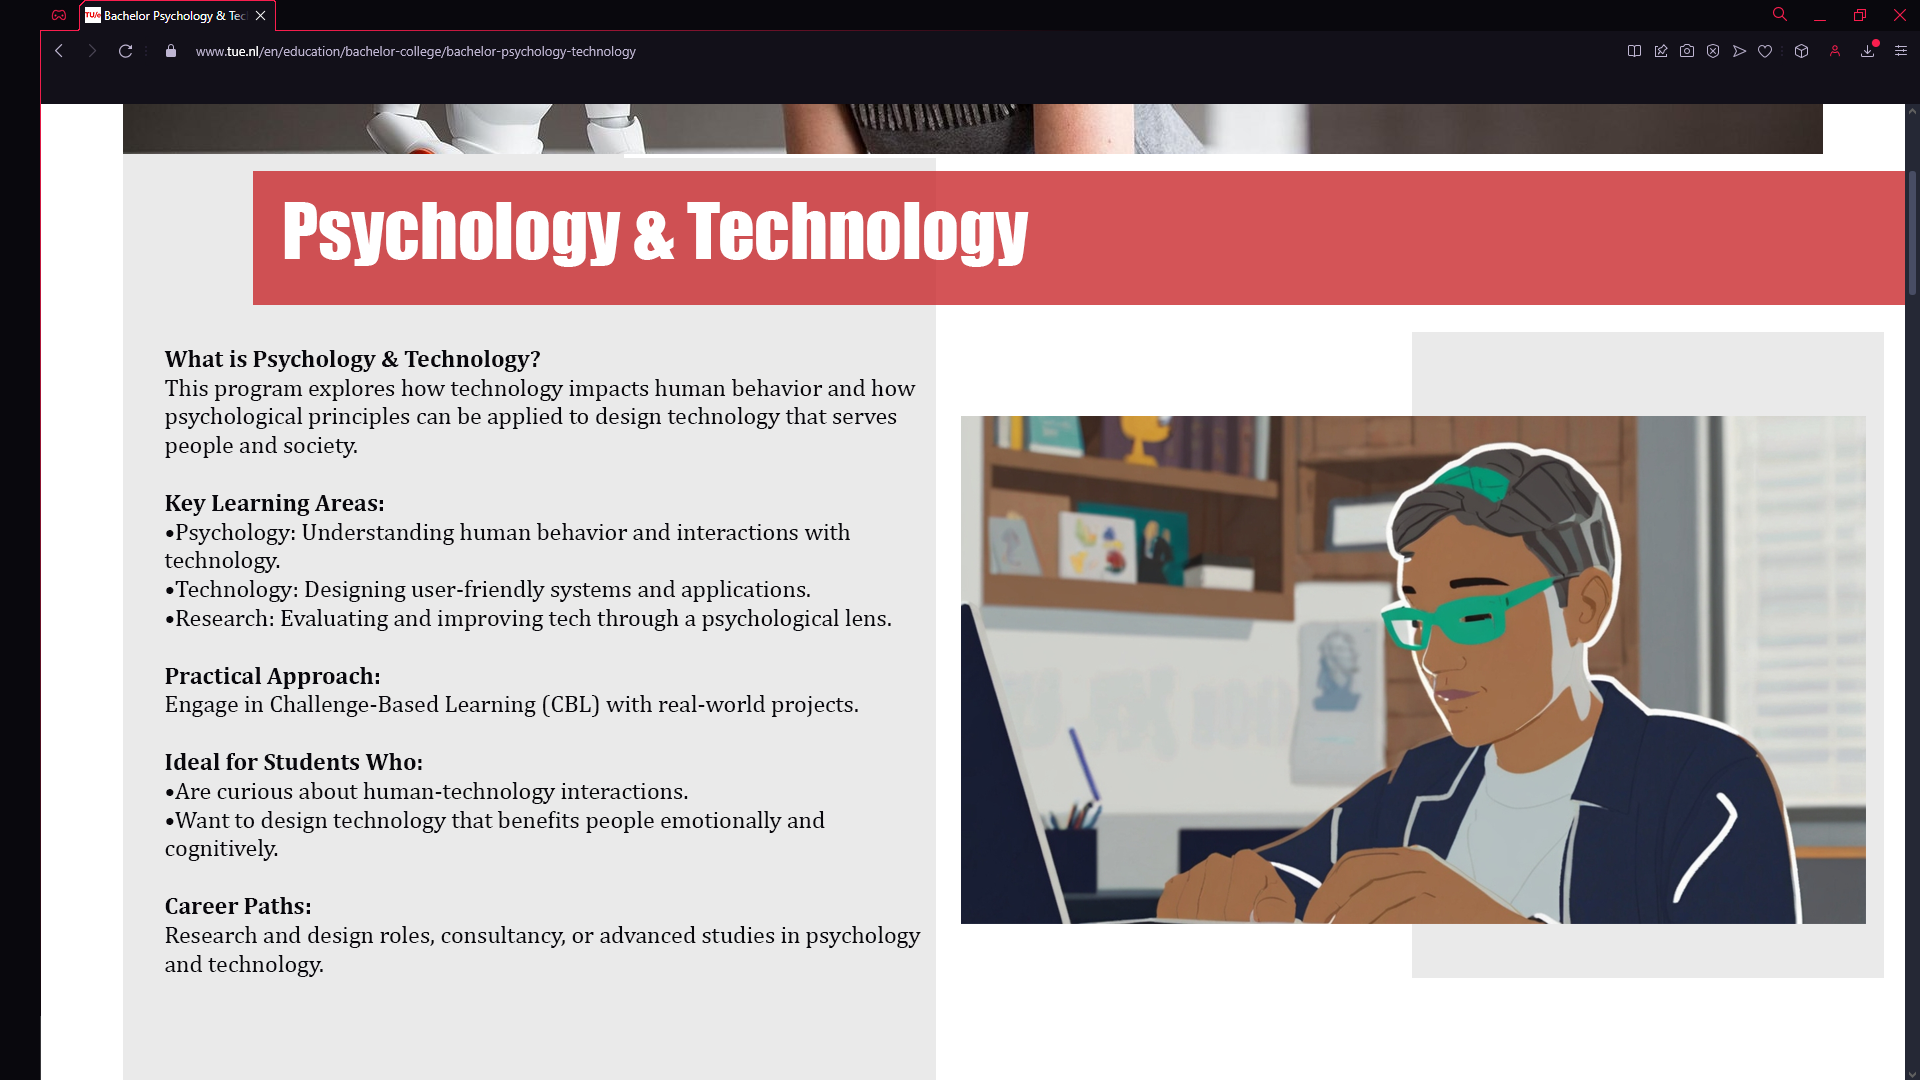 TU/e Bachelor Psychology & Tec
www.tue.nl/en/education/bachelor-college/bachelor-psychology-technology
Psychology & Technology
What is Psychology & Technology?
This program explores how technology impacts human behavior and how
psychological principles can be applied to design technology that serves
people and society.
Key Learning Areas:
•Psychology: Understanding human behavior and interactions with
technology.
•Technology: Designing user-friendly systems and applications.
•Research: Evaluating and improving tech through a psychological lens.
Practical Approach:
Engage in Challenge-Based Learning (CBL) with real-world projects.
Ideal for Students Who:
•Are curious about human-technology interactions.
•Want to design technology that benefits people emotionally and
cognitively.
Career Paths:
Research and design roles, consultancy, or advanced studies in psychology
and technology.